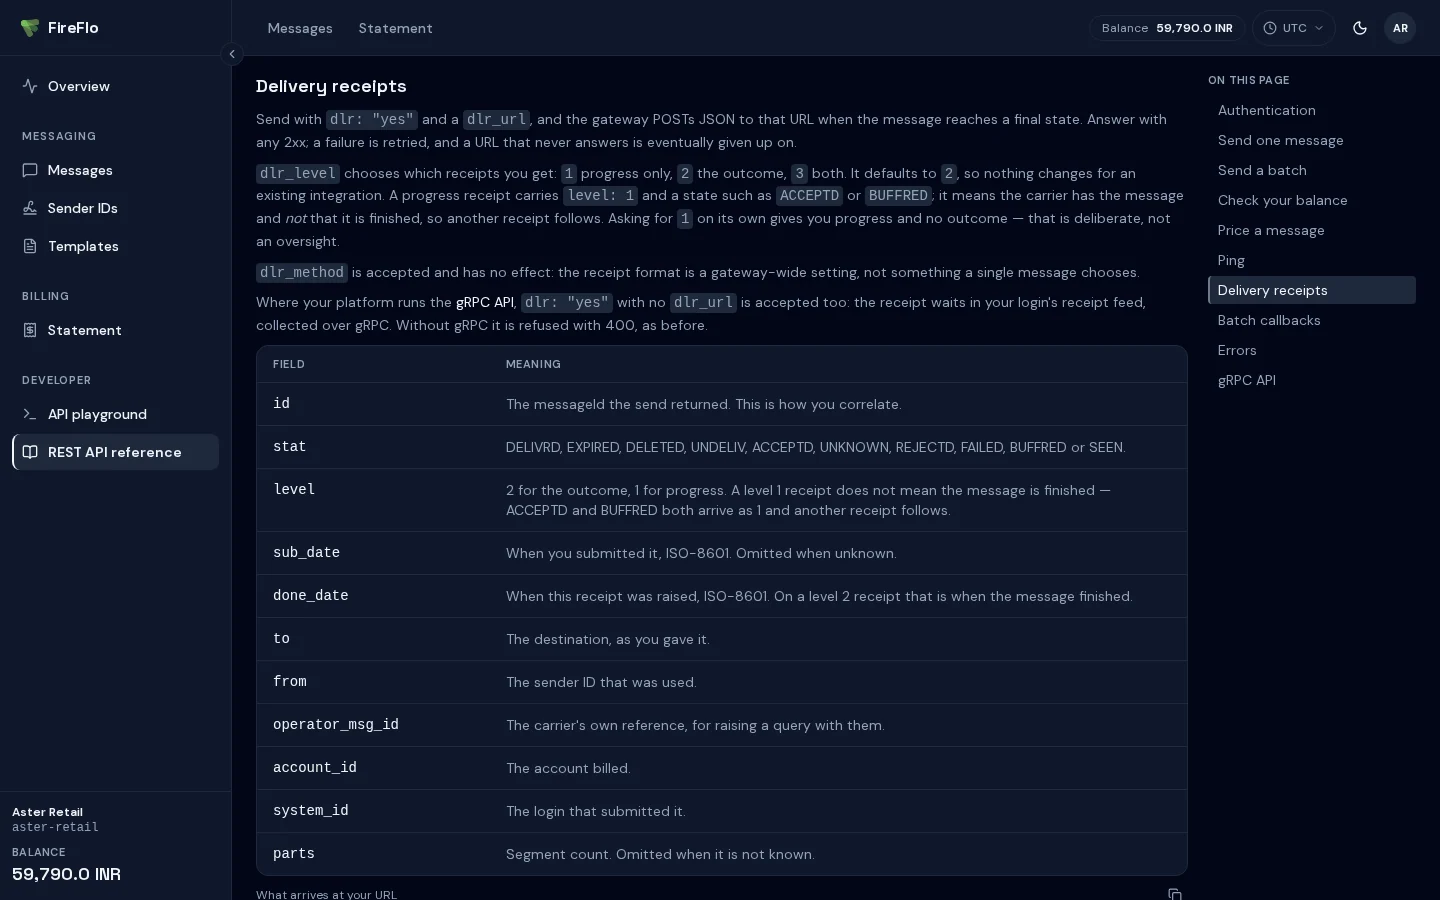 FireFlo
Messages Statement
Balance 59,790.0 INR UTC AR
Overview
MESSAGING
Messages
Sender IDs
Templates
BILLING
Statement
DEVELOPER
API playground
REST API reference
Aster Retail
aster-retail
BALANCE
59,790.0 INR
Delivery receipts
Send with dlr: "yes" and a dlr_url, and the gateway POSTs JSON to that URL when the message reaches a final state. Answer with
any 2xx; a failure is retried, and a URL that never answers is eventually given up on.
dlr_level chooses which receipts you get: 1 progress only, 2 the outcome, 3 both. It defaults to 2, so nothing changes for an
existing integration. A progress receipt carries level: 1 and a state such as ACCEPTD or BUFFRED; it means the carrier has the message
and not that it is finished, so another receipt follows. Asking for 1 on its own gives you progress and no outcome — that is deliberate, not
an oversight.
dlr_method is accepted and has no effect: the receipt format is a gateway-wide setting, not something a single message chooses.
Where your platform runs the gRPC API, dlr: "yes" with no dlr_url is accepted too: the receipt waits in your login's receipt feed,
collected over gRPC. Without gRPC it is refused with 400, as before.
FIELD MEANING
id The messageId the send returned. This is how you correlate.
stat DELIVRD, EXPIRED, DELETED, UNDELIV, ACCEPTD, UNKNOWN, REJECTD, FAILED, BUFFRED or SEEN.
level 2 for the outcome, 1 for progress. A level 1 receipt does not mean the message is finished —
ACCEPTD and BUFFRED both arrive as 1 and another receipt follows.
sub_date When you submitted it, ISO-8601. Omitted when unknown.
done_date When this receipt was raised, ISO-8601. On a level 2 receipt that is when the message finished.
to The destination, as you gave it.
from The sender ID that was used.
operator_msg_id The carrier's own reference, for raising a query with them.
account_id The account billed.
system_id The login that submitted it.
parts Segment count. Omitted when it is not known.
What arrives at your URL
ON THIS PAGE
Authentication
Send one message
Send a batch
Check your balance
Price a message
Ping
Delivery receipts
Batch callbacks
Errors
gRPC API